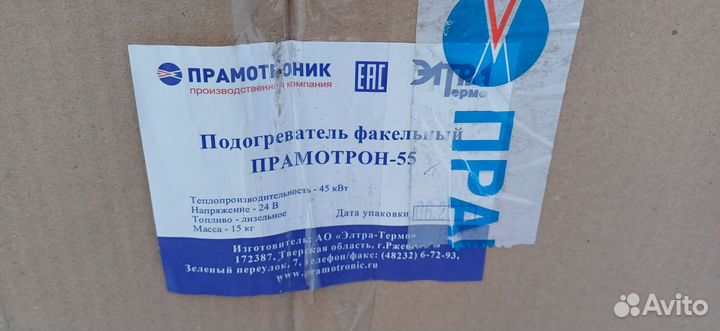 ПРАМОТРОНИК
производственная компания
ЕАС
Элтра
Термо
Подогреватель факельный
ПРАМОТРОН-55
Теплопроизводительность - 45 кВт
Напряжение - 24 В
Топливо - дизельное
Масса - 15 кг
Дата упаковки
Изготовитель: АО «Элтра-Термо»
172387, Тверская область, г.Ржев
Зеленый переулок, 7, телефон/факс: (48232) 6-72-93,
www.pramotronic.ru
ПРАМ
Avito